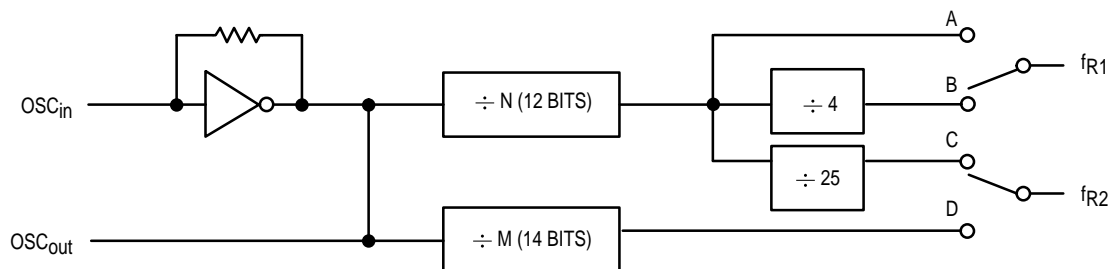 A
fR1
OSCin
÷ N (12 BITS)
÷ 4
B
C
÷ 25
fR2
D
OSCout
÷ M (14 BITS)